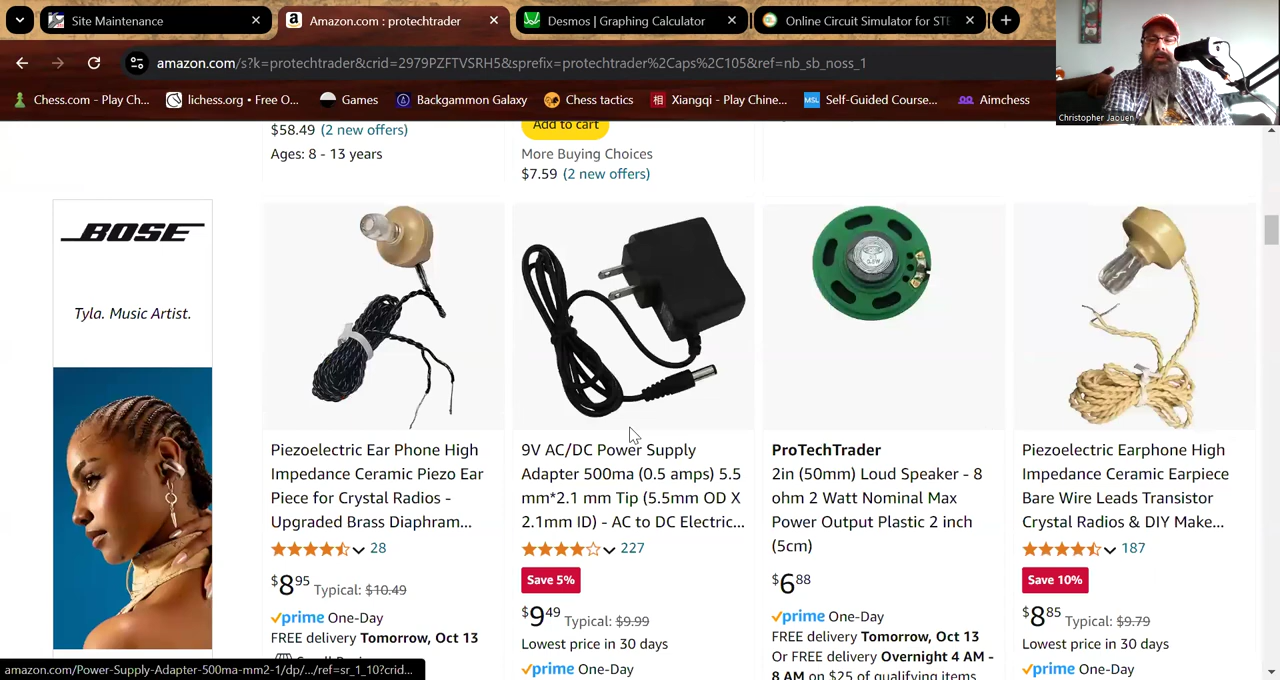 Site Maintenance
Amazon.com : protechtrader
Desmos | Graphing Calculator
Online Circuit Simulator for STE
amazon.com/s?k=protechtrader&crid=2979PZFTVSRH5&sprefix=protechtrader%2Caps%2C105&ref=nb_sb_noss_1
Chess.com - Play Ch...
lichess.org • Free O...
Games
Backgammon Galaxy
Chess tactics
Xiangqi - Play Chine...
MSL Self-Guided Course...
Aimchess
Christopher Jaouen
$58.49 (2 new offers)
Ages: 8 - 13 years
Add to cart
More Buying Choices
$7.59 (2 new offers)
BOSE
Tyla. Music Artist.
Piezoelectric Ear Phone High
Impedance Ceramic Piezo Ear
Piece for Crystal Radios -
Upgraded Brass Diaphram...
28
$895 Typical: $10.49
prime One-Day
FREE delivery Tomorrow, Oct 13
9V AC/DC Power Supply
Adapter 500ma (0.5 amps) 5.5
mm*2.1 mm Tip (5.5mm OD X
2.1mm ID) - AC to DC Electric...
227
Save 5%
$949 Typical: $9.99
Lowest price in 30 days
prime One-Day
ProTechTrader
2in (50mm) Loud Speaker - 8
ohm 2 Watt Nominal Max
Power Output Plastic 2 inch
(5cm)
$688
prime One-Day
FREE delivery Tomorrow, Oct 13
Or FREE delivery Overnight 4 AM -
8 AM on $25 of qualifying items
Piezoelectric Earphone High
Impedance Ceramic Earpiece
Bare Wire Leads Transistor
Crystal Radios & DIY Make...
187
Save 10%
$885 Typical: $9.79
Lowest price in 30 days
prime One-Day
amazon.com/Power-Supply-Adapter-500ma-mm2-1/dp/.../ref=sr_1_10?crid...